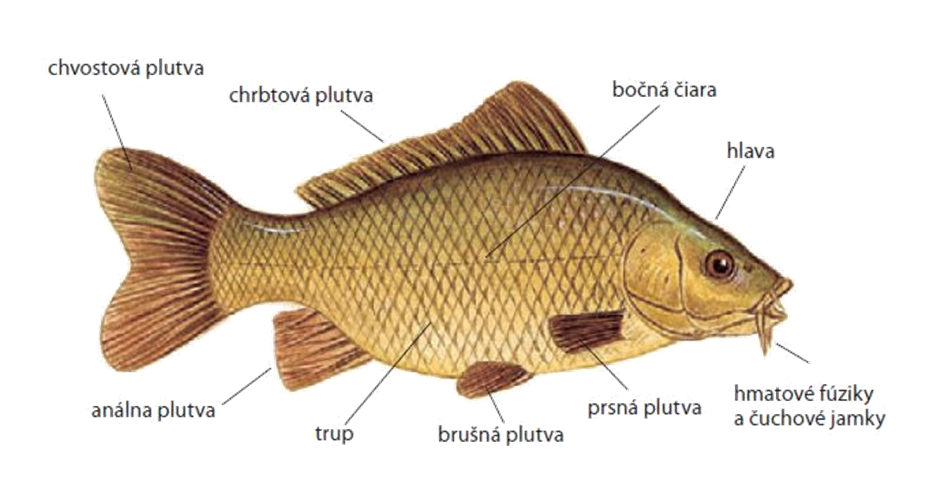 chvostová plutva
chrbtová plutva
bočná čiara
hlava
análna plutva
trup
brušná plutva
prsná plutva
hmatové fúziky
a čuchové jamky